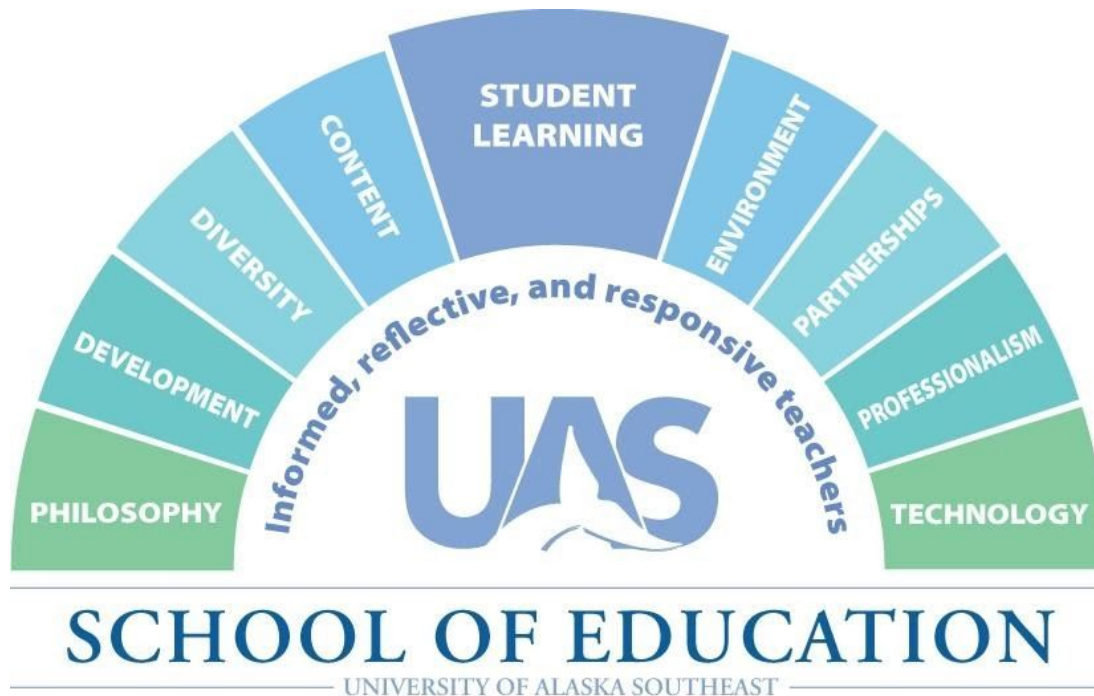 PHILOSOPHY
DEVELOPMENT
DIVERSITY
CONTENT
STUDENT
LEARNING
ENVIRONMENT
PARTNERSHIPS
PROFESSIONALISM
TECHNOLOGY
Informed, reflective, and responsive teachers
UAS
SCHOOL OF EDUCATION
UNIVERSITY OF ALASKA SOUTHEAST